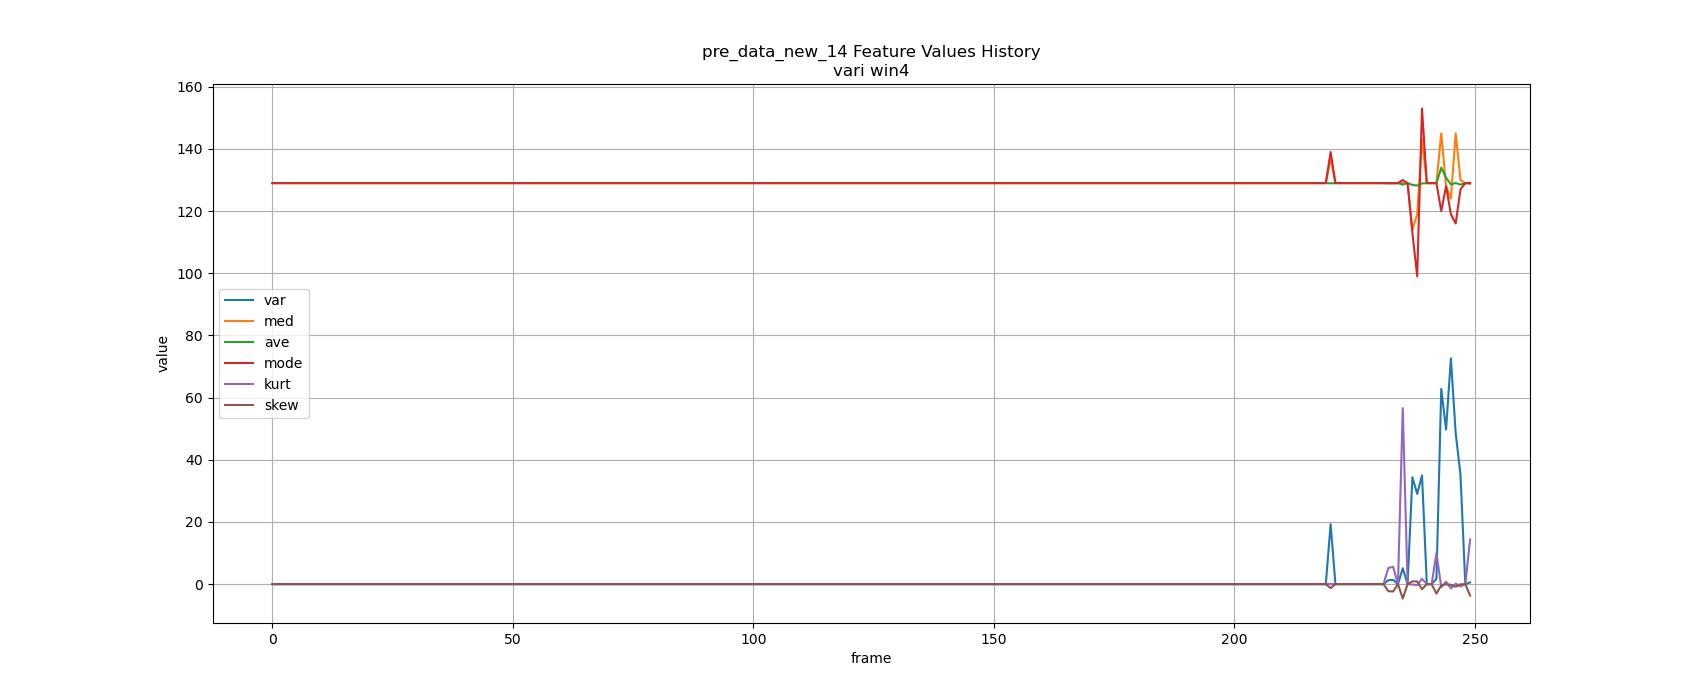 pre_data_new_14 Feature Values History
vari win4
160
140
120
100
80
60
40
20
0
value
var
med
ave
mode
kurt
skew
0 50 100 150 200 250
frame